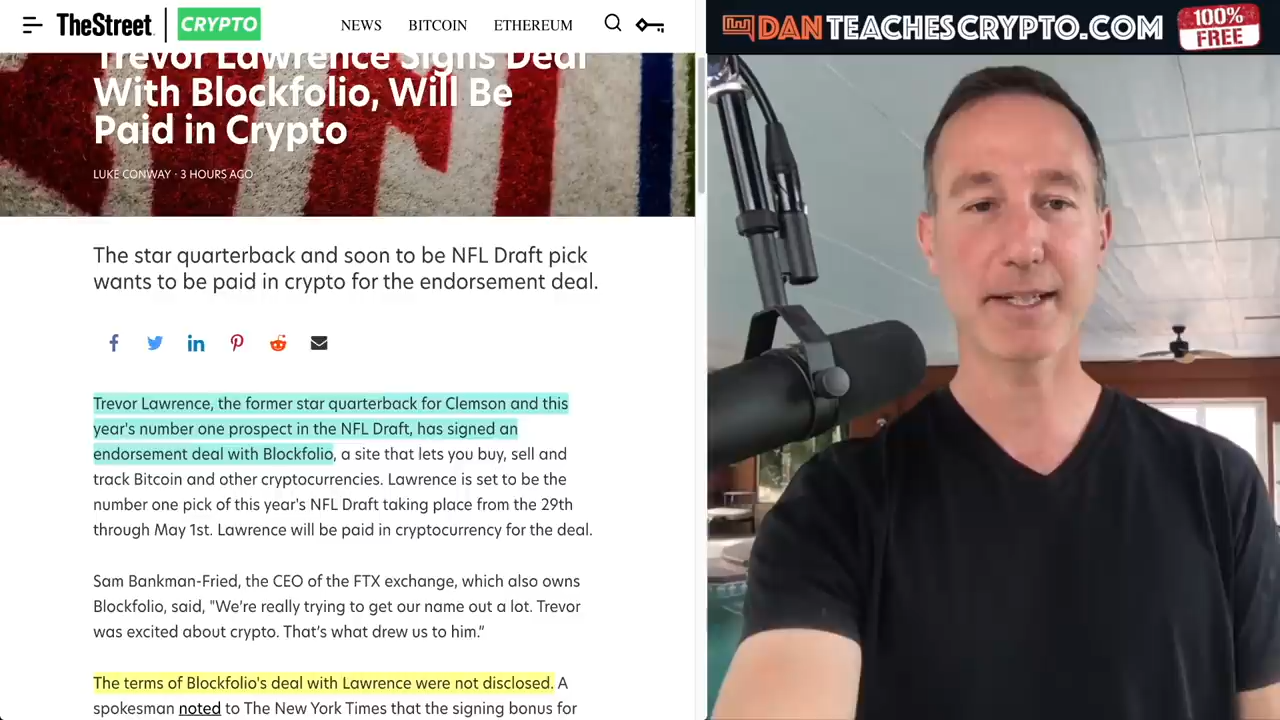 TheStreet CRYPTO
NEWS BITCOIN ETHEREUM
DANTEACHESCRYPTO.COM
100%
FREE
Trevor Lawrence Signs Deal
With Blockfolio, Will Be
Paid in Crypto
LUKE CONWAY · 3 HOURS AGO
The star quarterback and soon to be NFL Draft pick
wants to be paid in crypto for the endorsement deal.
Trevor Lawrence, the former star quarterback for Clemson and this
year's number one prospect in the NFL Draft, has signed an
endorsement deal with Blockfolio, a site that lets you buy, sell and
track Bitcoin and other cryptocurrencies. Lawrence is set to be the
number one pick of this year's NFL Draft taking place from the 29th
through May 1st. Lawrence will be paid in cryptocurrency for the deal.
Sam Bankman-Fried, the CEO of the FTX exchange, which also owns
Blockfolio, said, "We're really trying to get our name out a lot. Trevor
was excited about crypto. That's what drew us to him."
The terms of Blockfolio's deal with Lawrence were not disclosed. A
spokesman noted to The New York Times that the signing bonus for